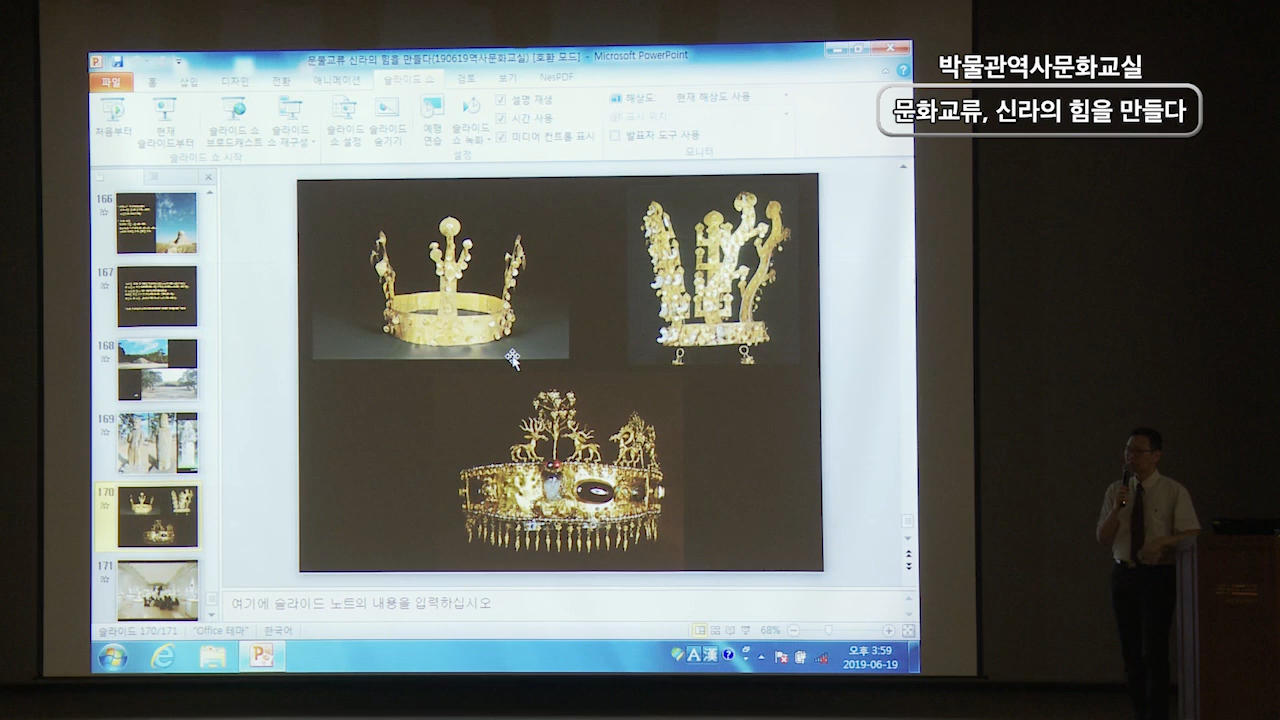 박물관역사문화교실
문화교류, 신라의 힘을 만들다
문물교류 신라의 힘을 만들다(190619역사문화교실) [호환 모드] - Microsoft PowerPoint
파일 홈 삽입 디자인 전환 애니메이션 슬라이드 쇼 검토 보기 NesPDF
처음부터
현재 슬라이드부터
슬라이드 쇼 브로드캐스트
슬라이드 쇼 재구성
슬라이드 쇼 설정
슬라이드 숨기기
예행 연습
슬라이드 쇼 녹화
설명 재생
시간 사용
미디어 컨트롤 표시
해상도: 현재 해상도 사용
표시 위치:
발표자 도구 사용
슬라이드 쇼 시작
설정
모니터
166
167
168
169
170
171
여기에 슬라이드 노트의 내용을 입력하십시오
슬라이드 170/171 "Office 테마" 한국어
68%
A 漢
오후 3:59
2019-06-19